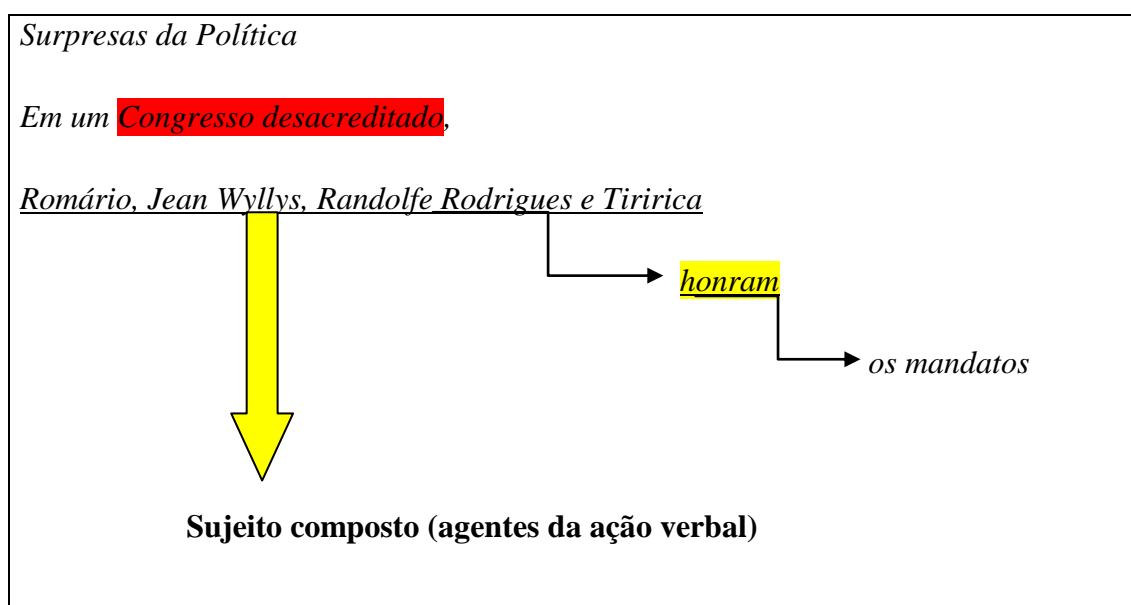 Surpresas da Política
Em um Congresso desacreditado,
Romário, Jean Wyllys, Randolfe Rodrigues e Tiririca
honram
os mandatos
Sujeito composto (agentes da ação verbal)